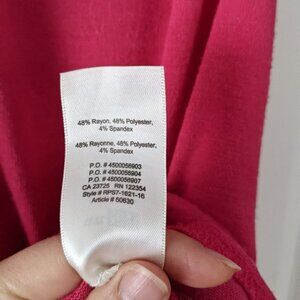 48% Rayon, 48% Polyester,
4% Spandex
48% Rayonne, 48% Polyester,
4% Spandex
P.O. # 4500056903
P.O. # 4500056904
P.O. # 4500056907
CA 23725 RN 122354
Style # RPS7-1621-16
Article # 50630